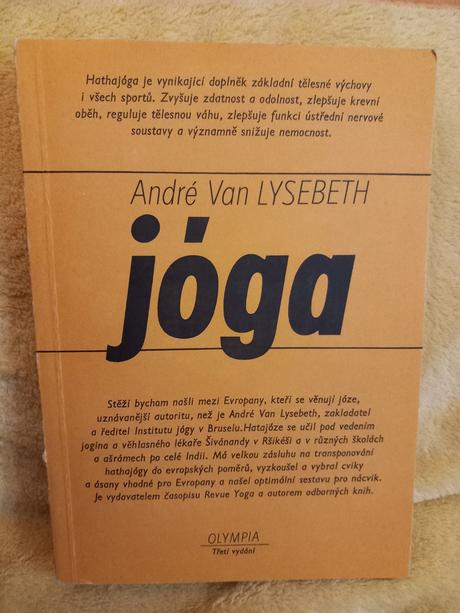 Hathajóga je vynikající doplněk základní tělesné výchovy
i všech sportů. Zvyšuje zdatnost a odolnost, zlepšuje krevní
oběh, reguluje tělesnou váhu, zlepšuje funkci ústřední nervové
soustavy a významně snižuje nemocnost.
André Van LYSEBETH
jóga
Stěží bychom našli mezi Evropany, kteří se věnují józe,
uznávanější autoritu, než je André Van Lysebeth, zakladatel
a ředitel Institutu jógy v Bruselu.Hatajóze se učil pod vedením
jogína a věhlasného lékaře Šivánandy v Ršikéši a v různých školách
a ašrámech po celé Indii. Má velkou zásluhu na transponování
hathajógy do evropských poměrů, vyzkoušel a vybral cviky
a ásany vhodné pro Evropany a našel optimální sestavu pro nácvik.
Je vydavatelem časopisu Revue Yoga a autorem odborných knih.
OLYMPIA
Třetí vydání